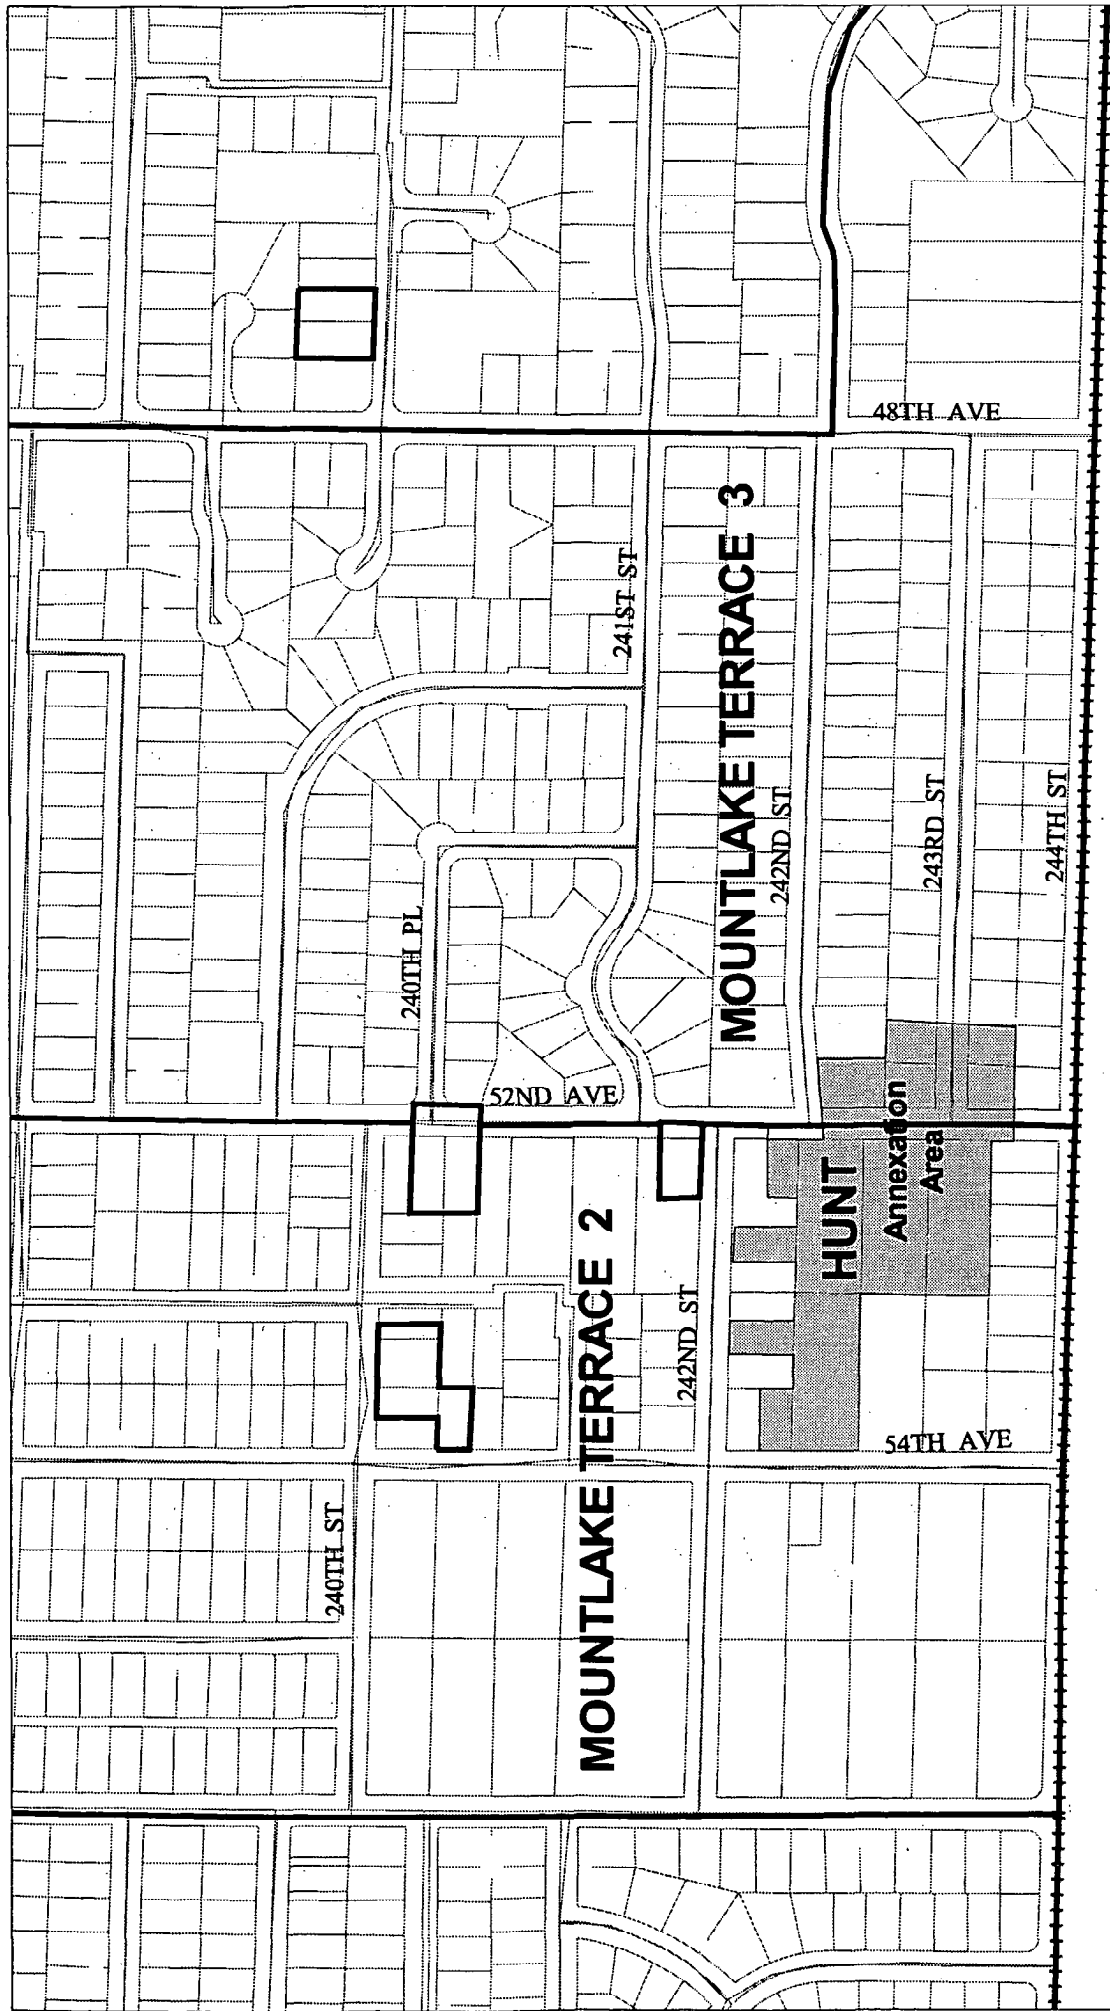 48TH AVE
MOUNTLAKE TERRACE 3
241ST ST
242ND ST
243RD ST
244TH ST
240TH PL
52ND AVE
HUNT
Annexation
Area
MOUNTLAKE TERRACE 2
242ND ST
54TH AVE
240TH ST